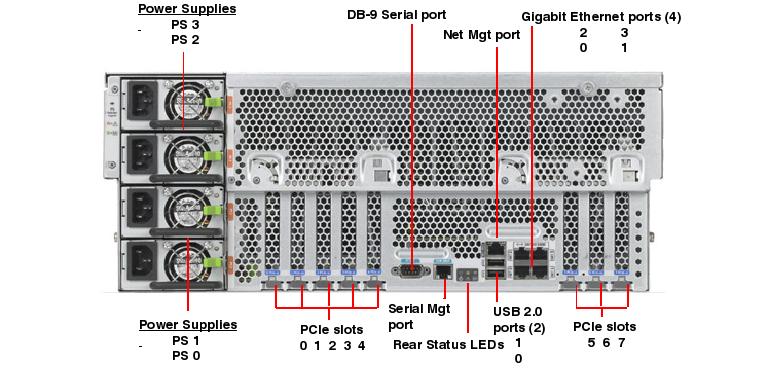 Power Supplies
- PS 3
PS 2
DB-9 Serial port
Net Mgt port
Gigabit Ethernet ports (4)
2 3
0 1
Power Supplies
- PS 1
PS 0
PCIe slots
0 1 2 3 4
Serial Mgt
port
Rear Status LEDs
USB 2.0
ports (2)
1
0
PCIe slots
5 6 7